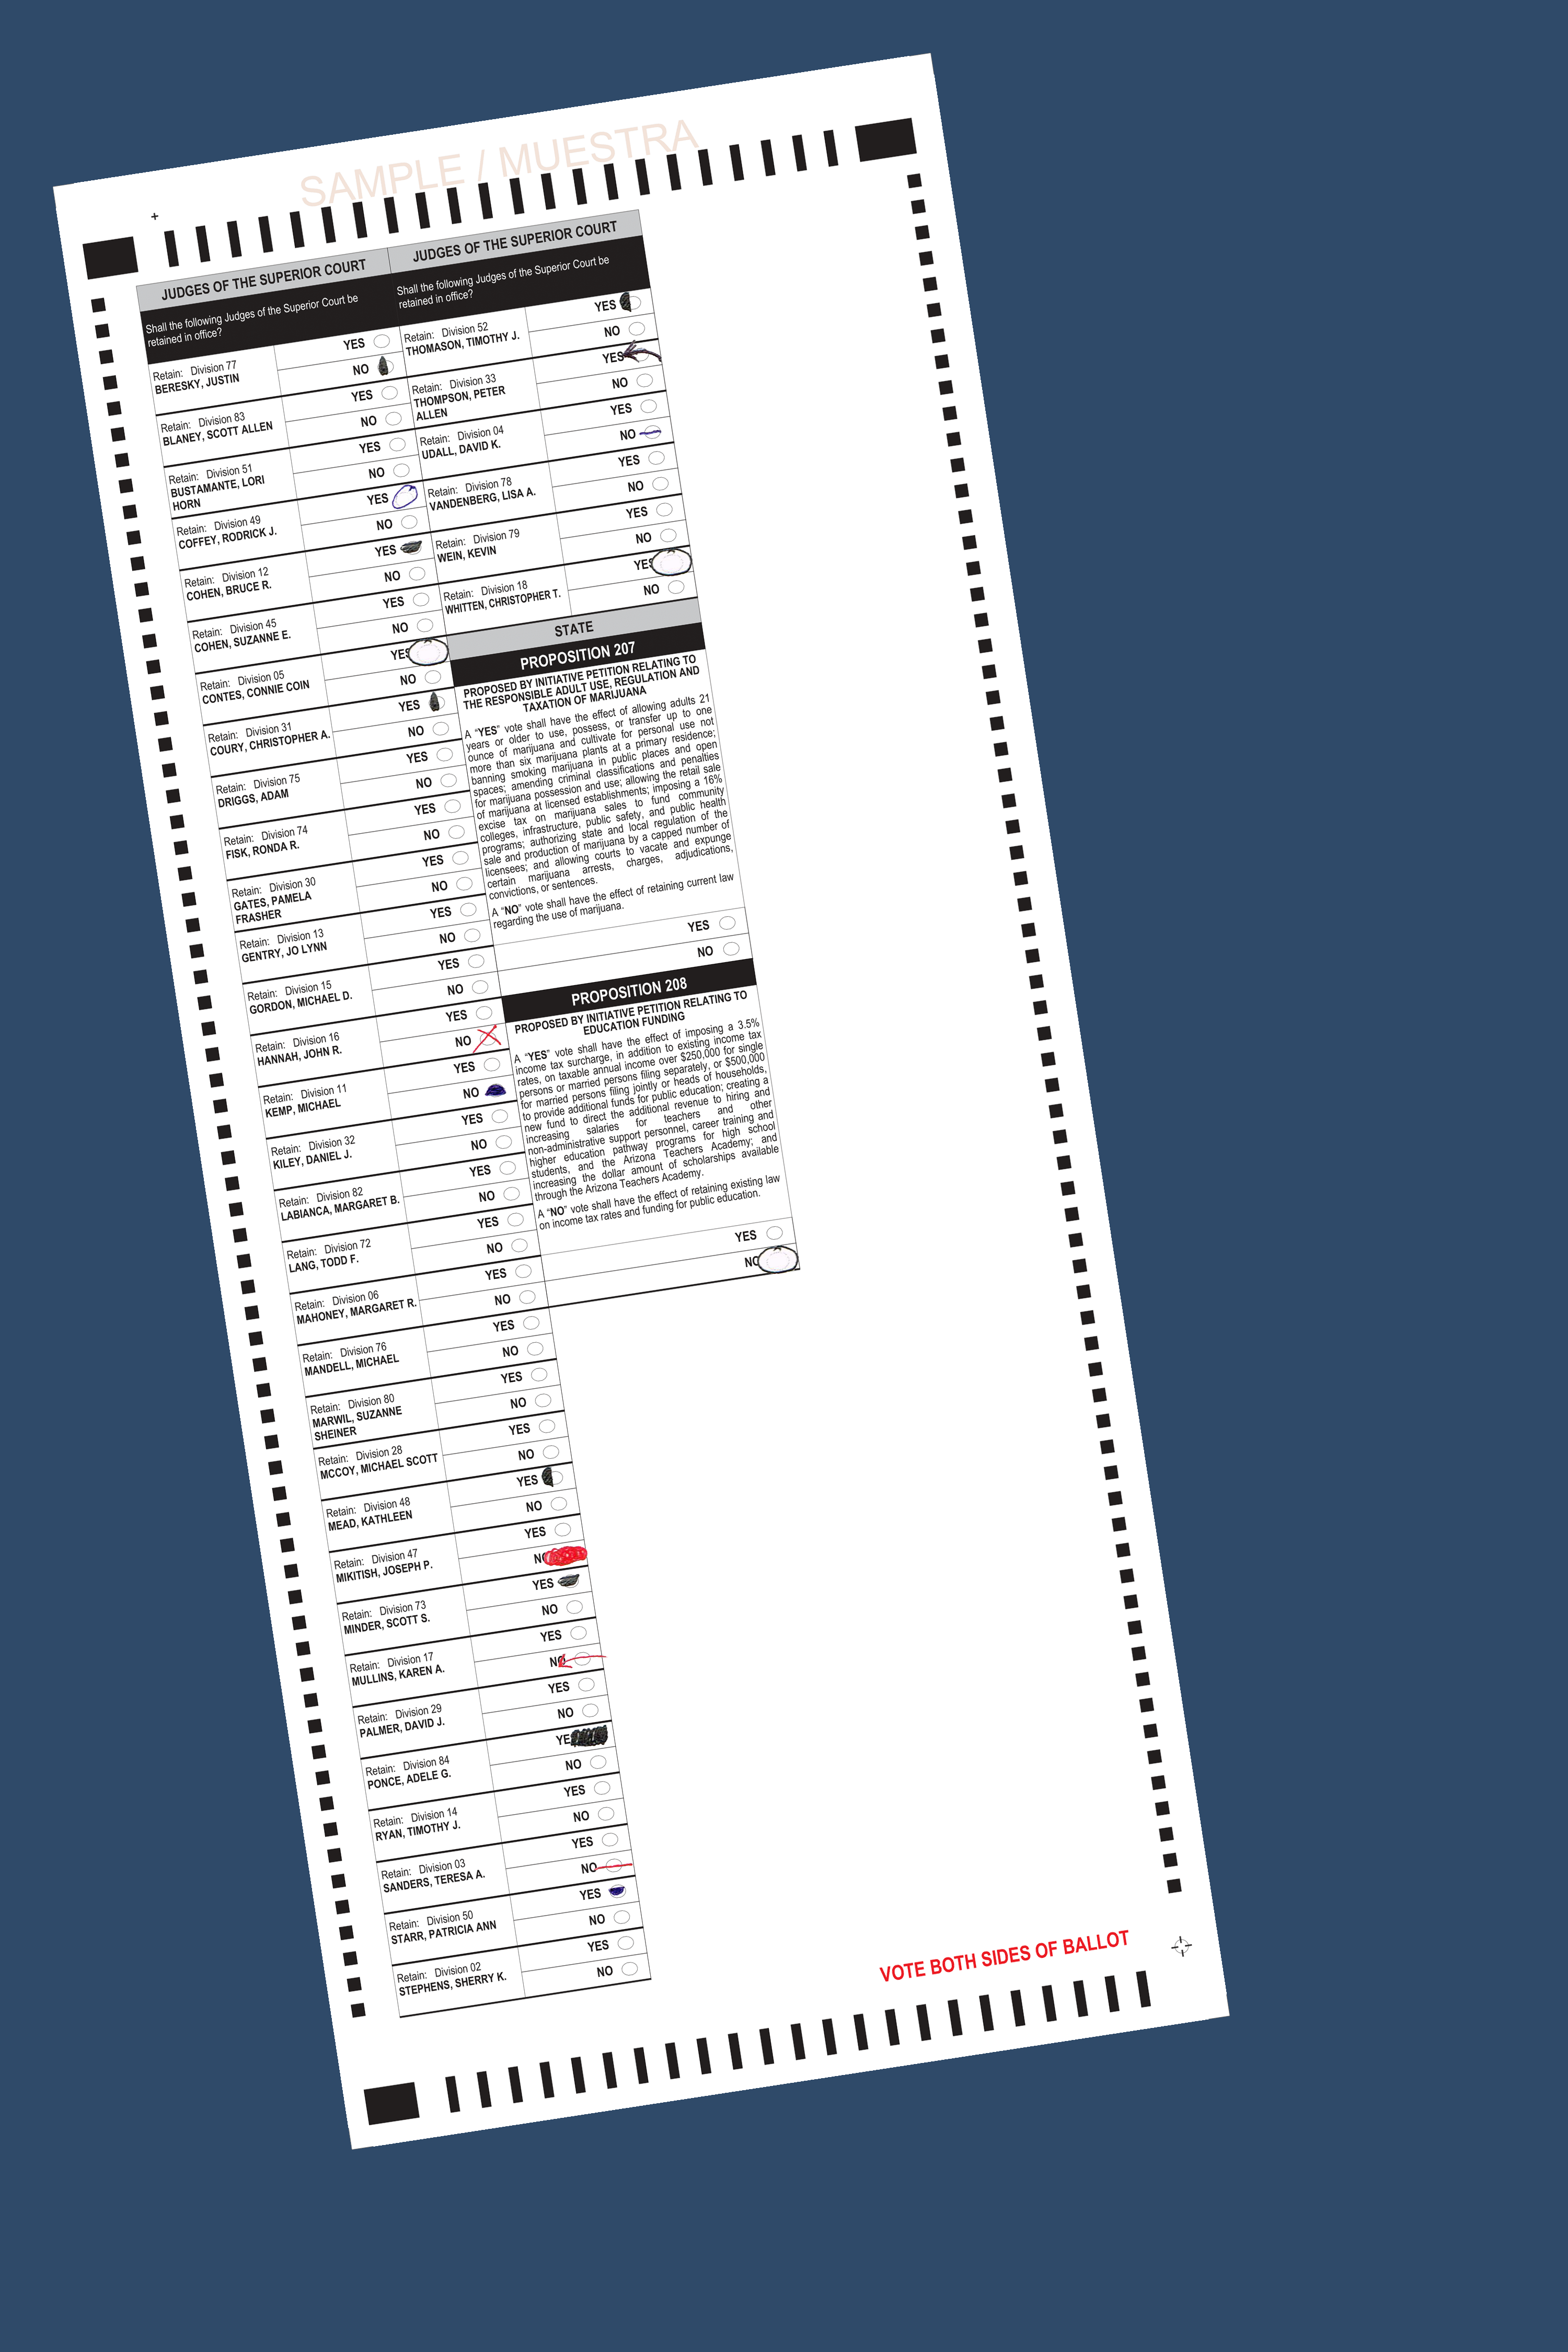 SAMPLE / MUESTRA
JUDGES OF THE SUPERIOR COURT
Shall the following Judges of the Superior Court be
retained in office?
Retain: Division 77
BERESKY, JUSTIN
YES
NO
Retain: Division 83
BLANEY, SCOTT ALLEN
YES
NO
Retain: Division 51
BUSTAMANTE, LORI
HORN
YES
NO
Retain: Division 49
COFFEY, RODRICK J.
YES
NO
Retain: Division 12
COHEN, BRUCE R.
YES
NO
Retain: Division 45
COHEN, SUZANNE E.
YES
NO
Retain: Division 05
CONTES, CONNIE COIN
YES
NO
Retain: Division 31
COURY, CHRISTOPHER A.
YES
NO
Retain: Division 75
DRIGGS, ADAM
YES
NO
Retain: Division 74
FISK, RONDA R.
YES
NO
Retain: Division 30
GATES, PAMELA
FRASHER
YES
NO
Retain: Division 13
GENTRY, JO LYNN
YES
NO
Retain: Division 15
GORDON, MICHAEL D.
YES
NO
Retain: Division 16
HANNAH, JOHN R.
YES
NO
Retain: Division 11
KEMP, MICHAEL
YES
NO
Retain: Division 32
KILEY, DANIEL J.
YES
NO
Retain: Division 82
LABIANCA, MARGARET B.
YES
NO
Retain: Division 72
LANG, TODD F.
YES
NO
Retain: Division 06
MAHONEY, MARGARET R.
YES
NO
Retain: Division 76
MANDELL, MICHAEL
YES
NO
Retain: Division 80
MARWIL, SUZANNE
SHEINER
YES
NO
Retain: Division 28
MCCOY, MICHAEL SCOTT
YES
NO
Retain: Division 48
MEAD, KATHLEEN
YES
NO
Retain: Division 47
MIKITISH, JOSEPH P.
YES
NO
Retain: Division 73
MINDER, SCOTT S.
YES
NO
Retain: Division 17
MULLINS, KAREN A.
YES
NO
Retain: Division 29
PALMER, DAVID J.
YES
NO
Retain: Division 84
PONCE, ADELE G.
YES
NO
Retain: Division 14
RYAN, TIMOTHY J.
YES
NO
Retain: Division 03
SANDERS, TERESA A.
YES
NO
Retain: Division 50
STARR, PATRICIA ANN
YES
NO
Retain: Division 02
STEPHENS, SHERRY K.
YES
NO
JUDGES OF THE SUPERIOR COURT
Shall the following Judges of the Superior Court be
retained in office?
Retain: Division 52
THOMASON, TIMOTHY J.
YES
NO
Retain: Division 33
THOMPSON, PETER
ALLEN
YES
NO
Retain: Division 04
UDALL, DAVID K.
YES
NO
Retain: Division 78
VANDENBERG, LISA A.
YES
NO
Retain: Division 79
WEIN, KEVIN
YES
NO
Retain: Division 18
WHITTEN, CHRISTOPHER T.
YES
NO
STATE
PROPOSITION 207
PROPOSED BY INITIATIVE PETITION RELATING TO
THE RESPONSIBLE ADULT USE, REGULATION AND
TAXATION OF MARIJUANA
A “YES” vote shall have the effect of allowing adults 21
years or older to use, possess, or transfer up to one
ounce of marijuana and cultivate for personal use not
more than six marijuana plants at a primary residence;
banning smoking marijuana in public places and open
spaces; amending criminal classifications and penalties
for marijuana possession and use; allowing the retail sale
of marijuana at licensed establishments; imposing a 16%
excise tax on marijuana sales to fund community
colleges, infrastructure, public safety, and public health
programs; authorizing state and local regulation of the
sale and production of marijuana by a capped number of
licensees; and allowing courts to vacate and expunge
certain marijuana arrests, charges, adjudications,
convictions, or sentences.
A “NO” vote shall have the effect of retaining current law
regarding the use of marijuana.
YES
NO
PROPOSITION 208
PROPOSED BY INITIATIVE PETITION RELATING TO
EDUCATION FUNDING
A “YES” vote shall have the effect of imposing a 3.5%
income tax surcharge, in addition to existing income tax
rates, on taxable annual income over $250,000 for single
persons or married persons filing separately, or $500,000
for married persons filing jointly or heads of households,
to provide additional funds for public education; creating a
new fund to direct the additional revenue to hiring and
increasing salaries for teachers and other
non-administrative support personnel, career training and
higher education pathway programs for high school
students, and the Arizona Teachers Academy; and
increasing the dollar amount of scholarships available
through the Arizona Teachers Academy.
A “NO” vote shall have the effect of retaining existing law
on income tax rates and funding for public education.
YES
NO
VOTE BOTH SIDES OF BALLOT